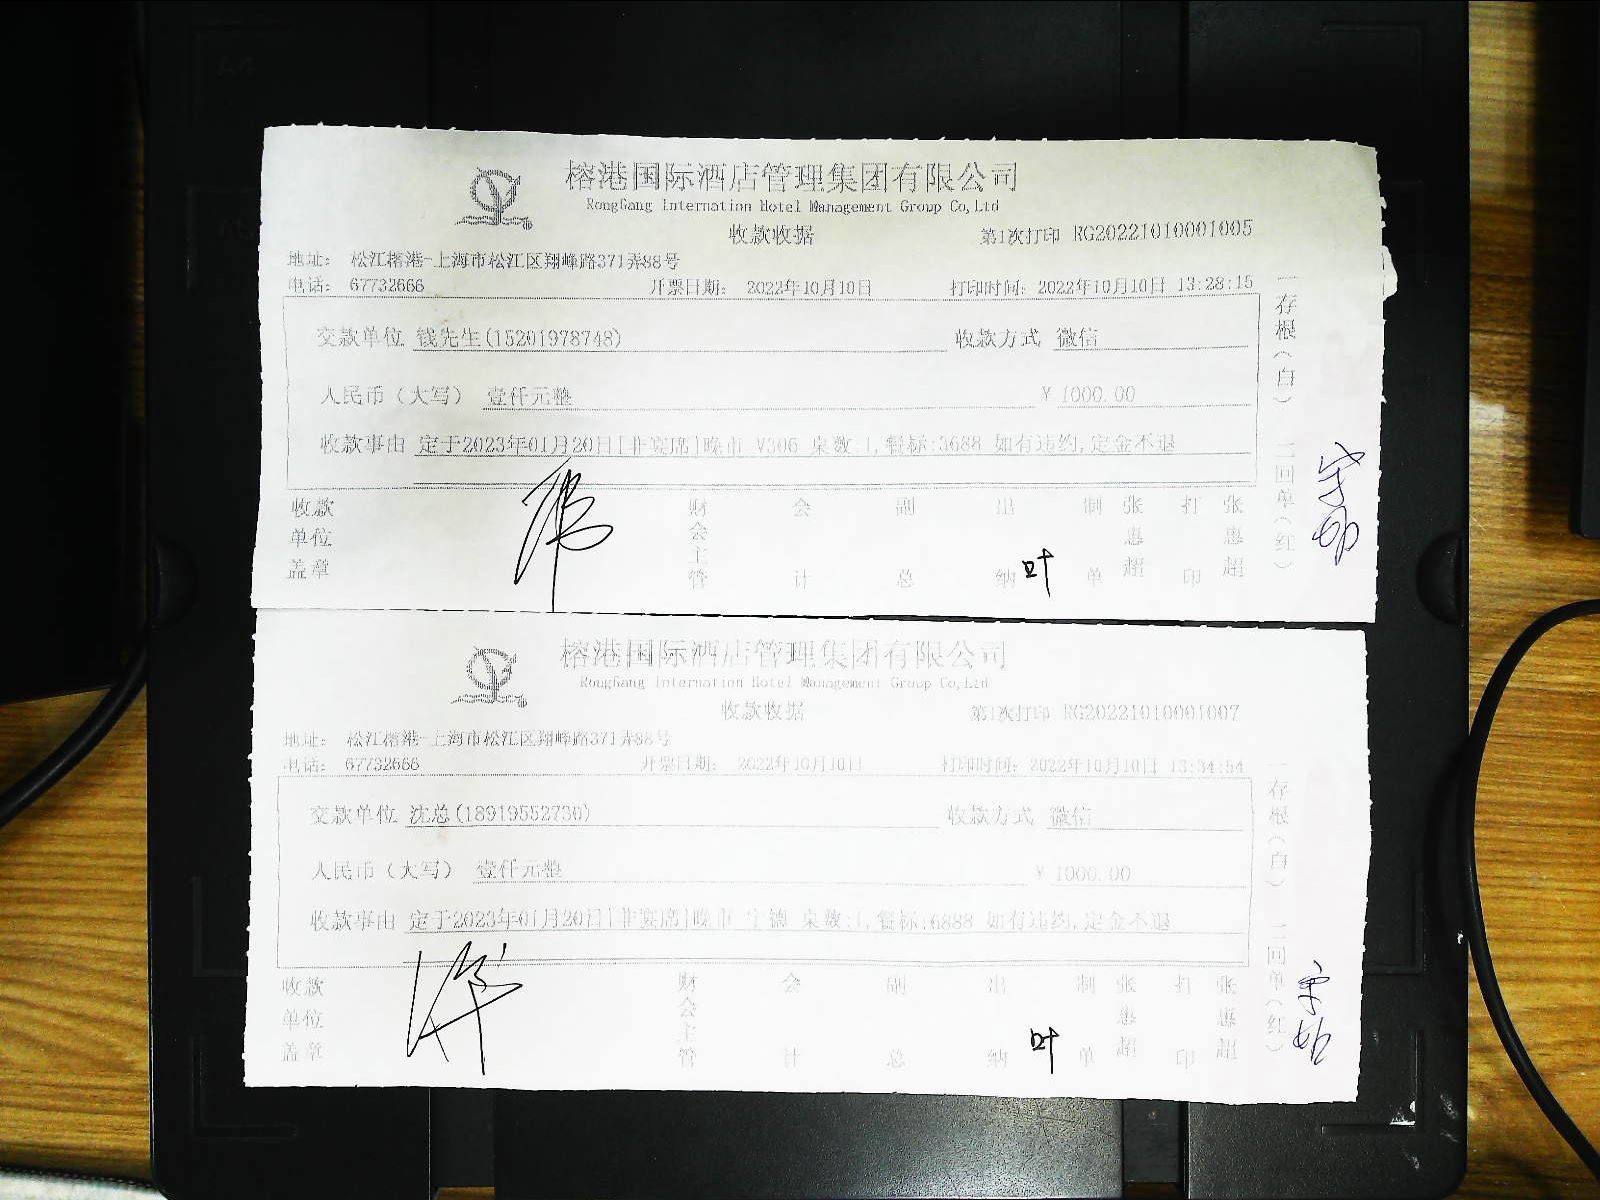 榕港国际酒店管理集团有限公司
RongGang Internation Hotel Management Group Co,Ltd
收款收据 第1次打印 RG20221010001005
地址： 松江榕港-上海市松江区翔峰路371弄88号
电话： 67732666 开票日期： 2022年10月10日 打印时间：2022年10月10日 13:28:15
交款单位 钱先生(15201978748) 收款方式 微信
人民币（大写） 壹仟元整 ¥ 1000.00
收款事由 定于2023年01月20日[非宴席]晚市 V306 桌数:1,餐标:3688 如有违约,定金不退
收款单位盖章 财会主管 会计 副总 出纳 叶 制单 张惠超 打印 张惠超
一存根（白） 二回单（红）
榕港国际酒店管理集团有限公司
RongGang Internation Hotel Management Group Co,Ltd
收款收据 第1次打印 RG20221010001007
地址： 松江榕港-上海市松江区翔峰路371弄88号
电话： 67732666 开票日期： 2022年10月10日 打印时间：2022年10月10日 13:34:54
交款单位 沈总(18919552736) 收款方式 微信
人民币（大写） 壹仟元整 ¥ 1000.00
收款事由 定于2023年01月20日[非宴席]晚市 宁德 桌数:1,餐标:6888 如有违约,定金不退
收款单位盖章 财会主管 会计 副总 出纳 叶 制单 张惠超 打印 张惠超
一存根（白） 二回单（红）